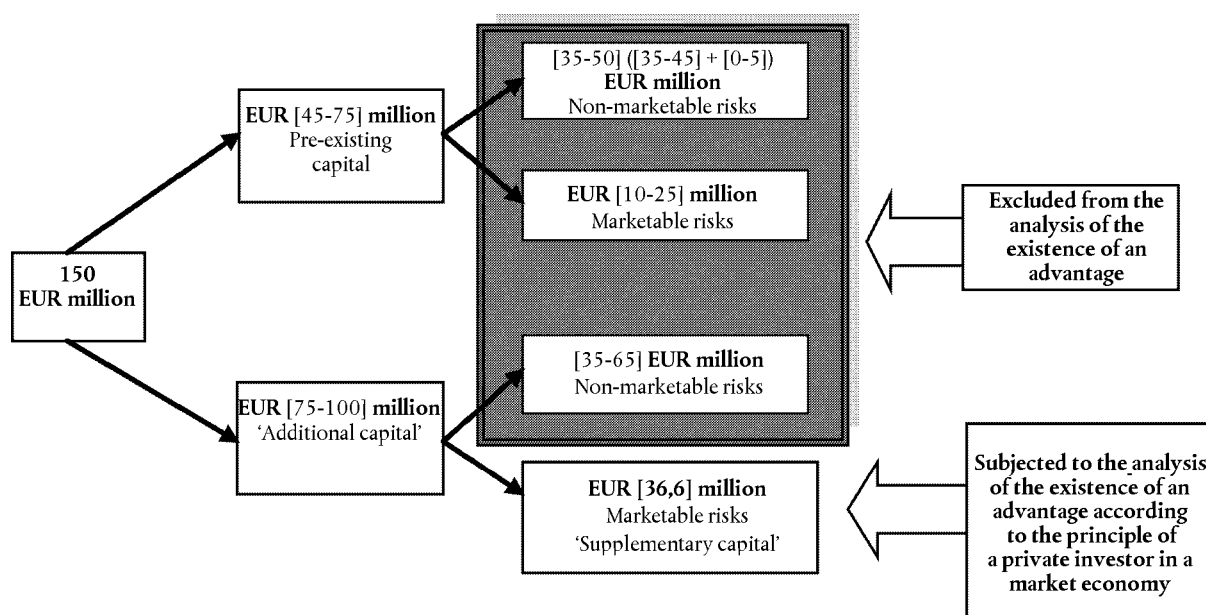 150
EUR million
EUR [45-75] million
Pre-existing
capital
EUR [75-100] million
‘Additional capital’
[35-50] ([35-45] + [0-5])
EUR million
Non-marketable risks
EUR [10-25] million
Marketable risks
[35-65] EUR million
Non-marketable risks
EUR [36,6] million
Marketable risks
‘Supplementary capital’
Excluded from the
analysis of the
existence of an
advantage
Subjected to the analysis
of the existence of an
advantage according
to the principle of
a private investor in a
market economy